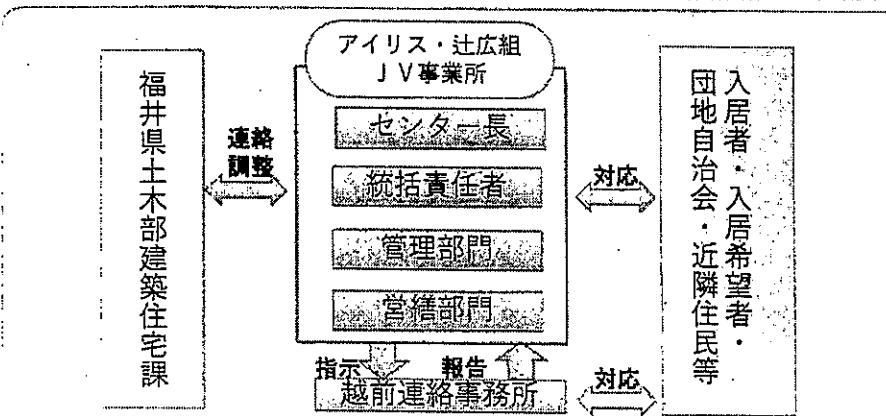 アイリス・辻広組
ＪＶ事業所
福井県土木部建築住宅課
連絡
調整
センター長
統括責任者
管理部門
営繕部門
対応
入居者・入居希望者・
団地自治会・近隣住民等
指示
報告
越前連絡事務所
対応